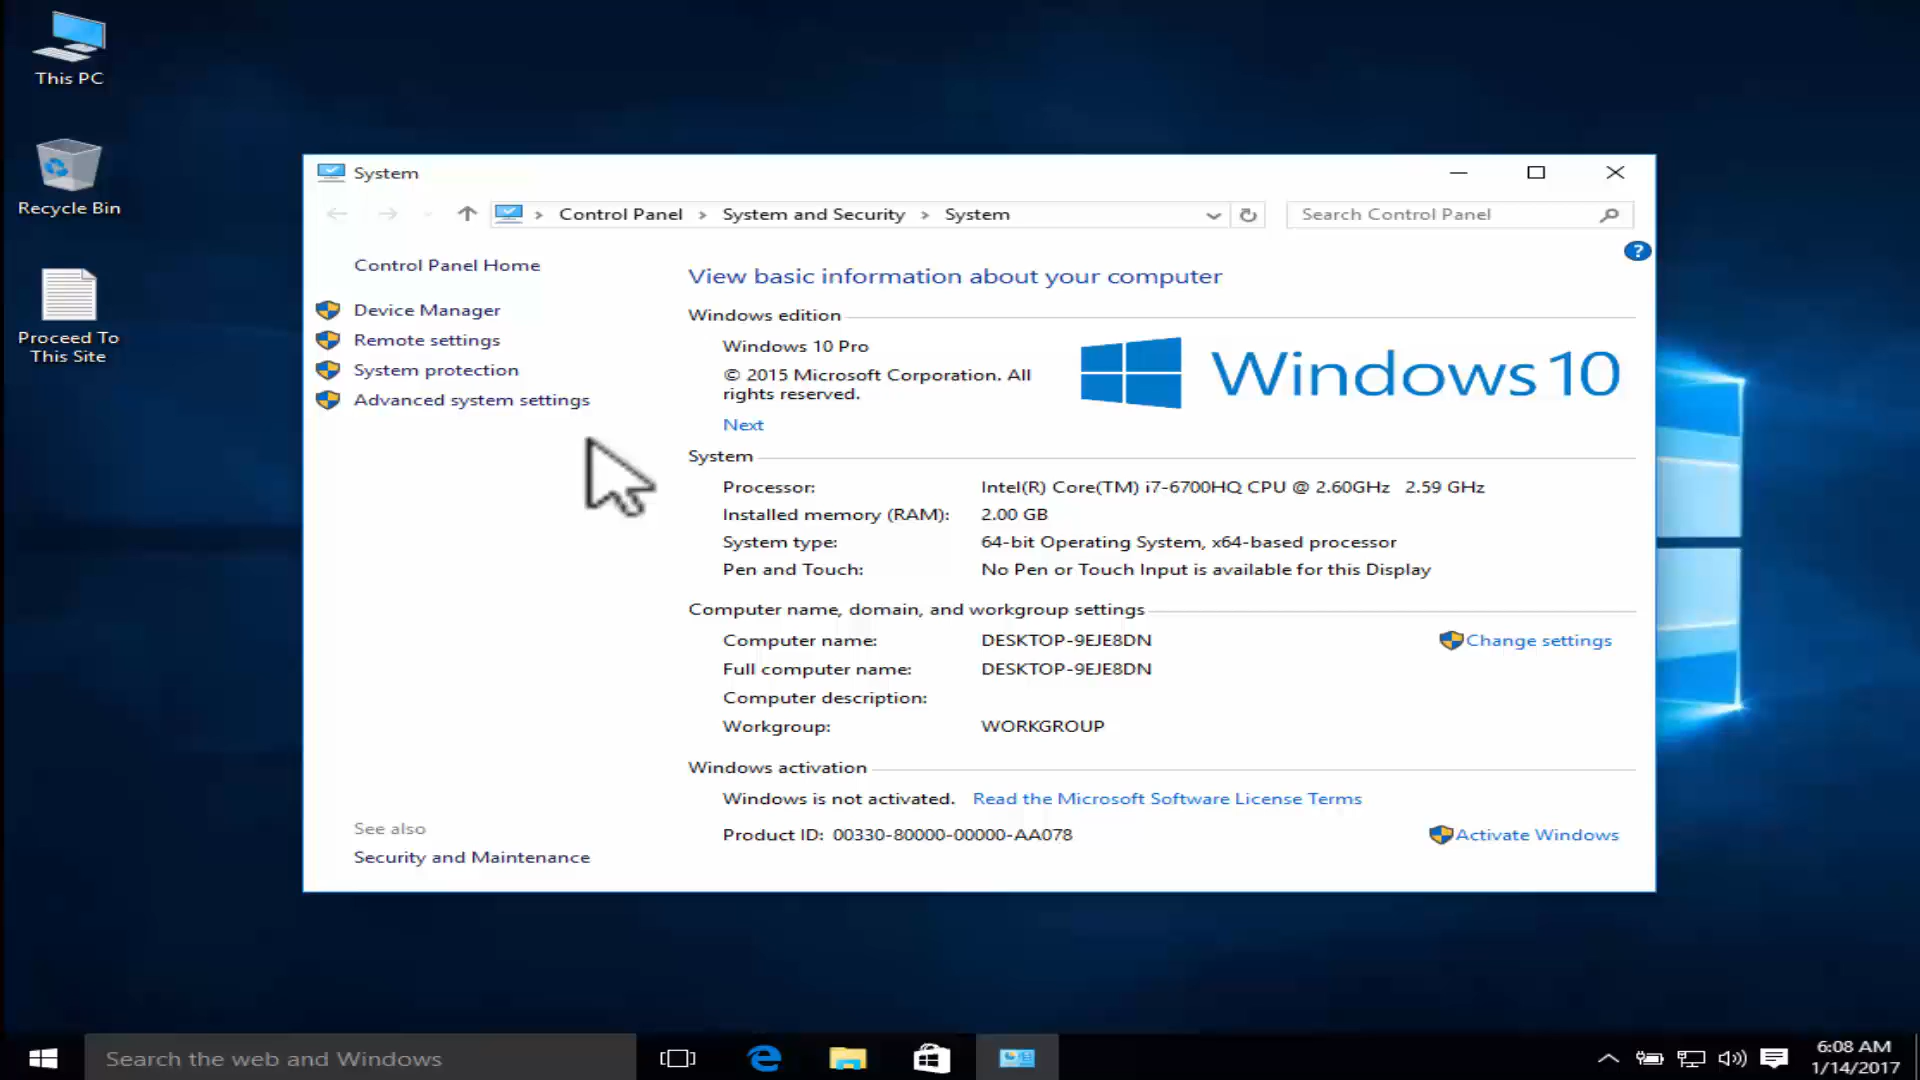 This PC
Recycle Bin
Proceed To
This Site
System
Control Panel
System and Security
System
Search Control Panel
?
Control Panel Home
Device Manager
Remote settings
System protection
Advanced system settings
See also
Security and Maintenance
View basic information about your computer
Windows edition
Windows 10 Pro
© 2015 Microsoft Corporation. All
rights reserved.
Next
Windows 10
System
Processor: Intel(R) Core(TM) i7-6700HQ CPU @ 2.60GHz 2.59 GHz
Installed memory (RAM): 2.00 GB
System type: 64-bit Operating System, x64-based processor
Pen and Touch: No Pen or Touch Input is available for this Display
Computer name, domain, and workgroup settings
Computer name: DESKTOP-9EJE8DN
Change settings
Full computer name: DESKTOP-9EJE8DN
Computer description:
Workgroup: WORKGROUP
Windows activation
Windows is not activated. Read the Microsoft Software License Terms
Product ID: 00330-80000-00000-AA078
Activate Windows
Search the web and Windows
6:08 AM
1/14/2017